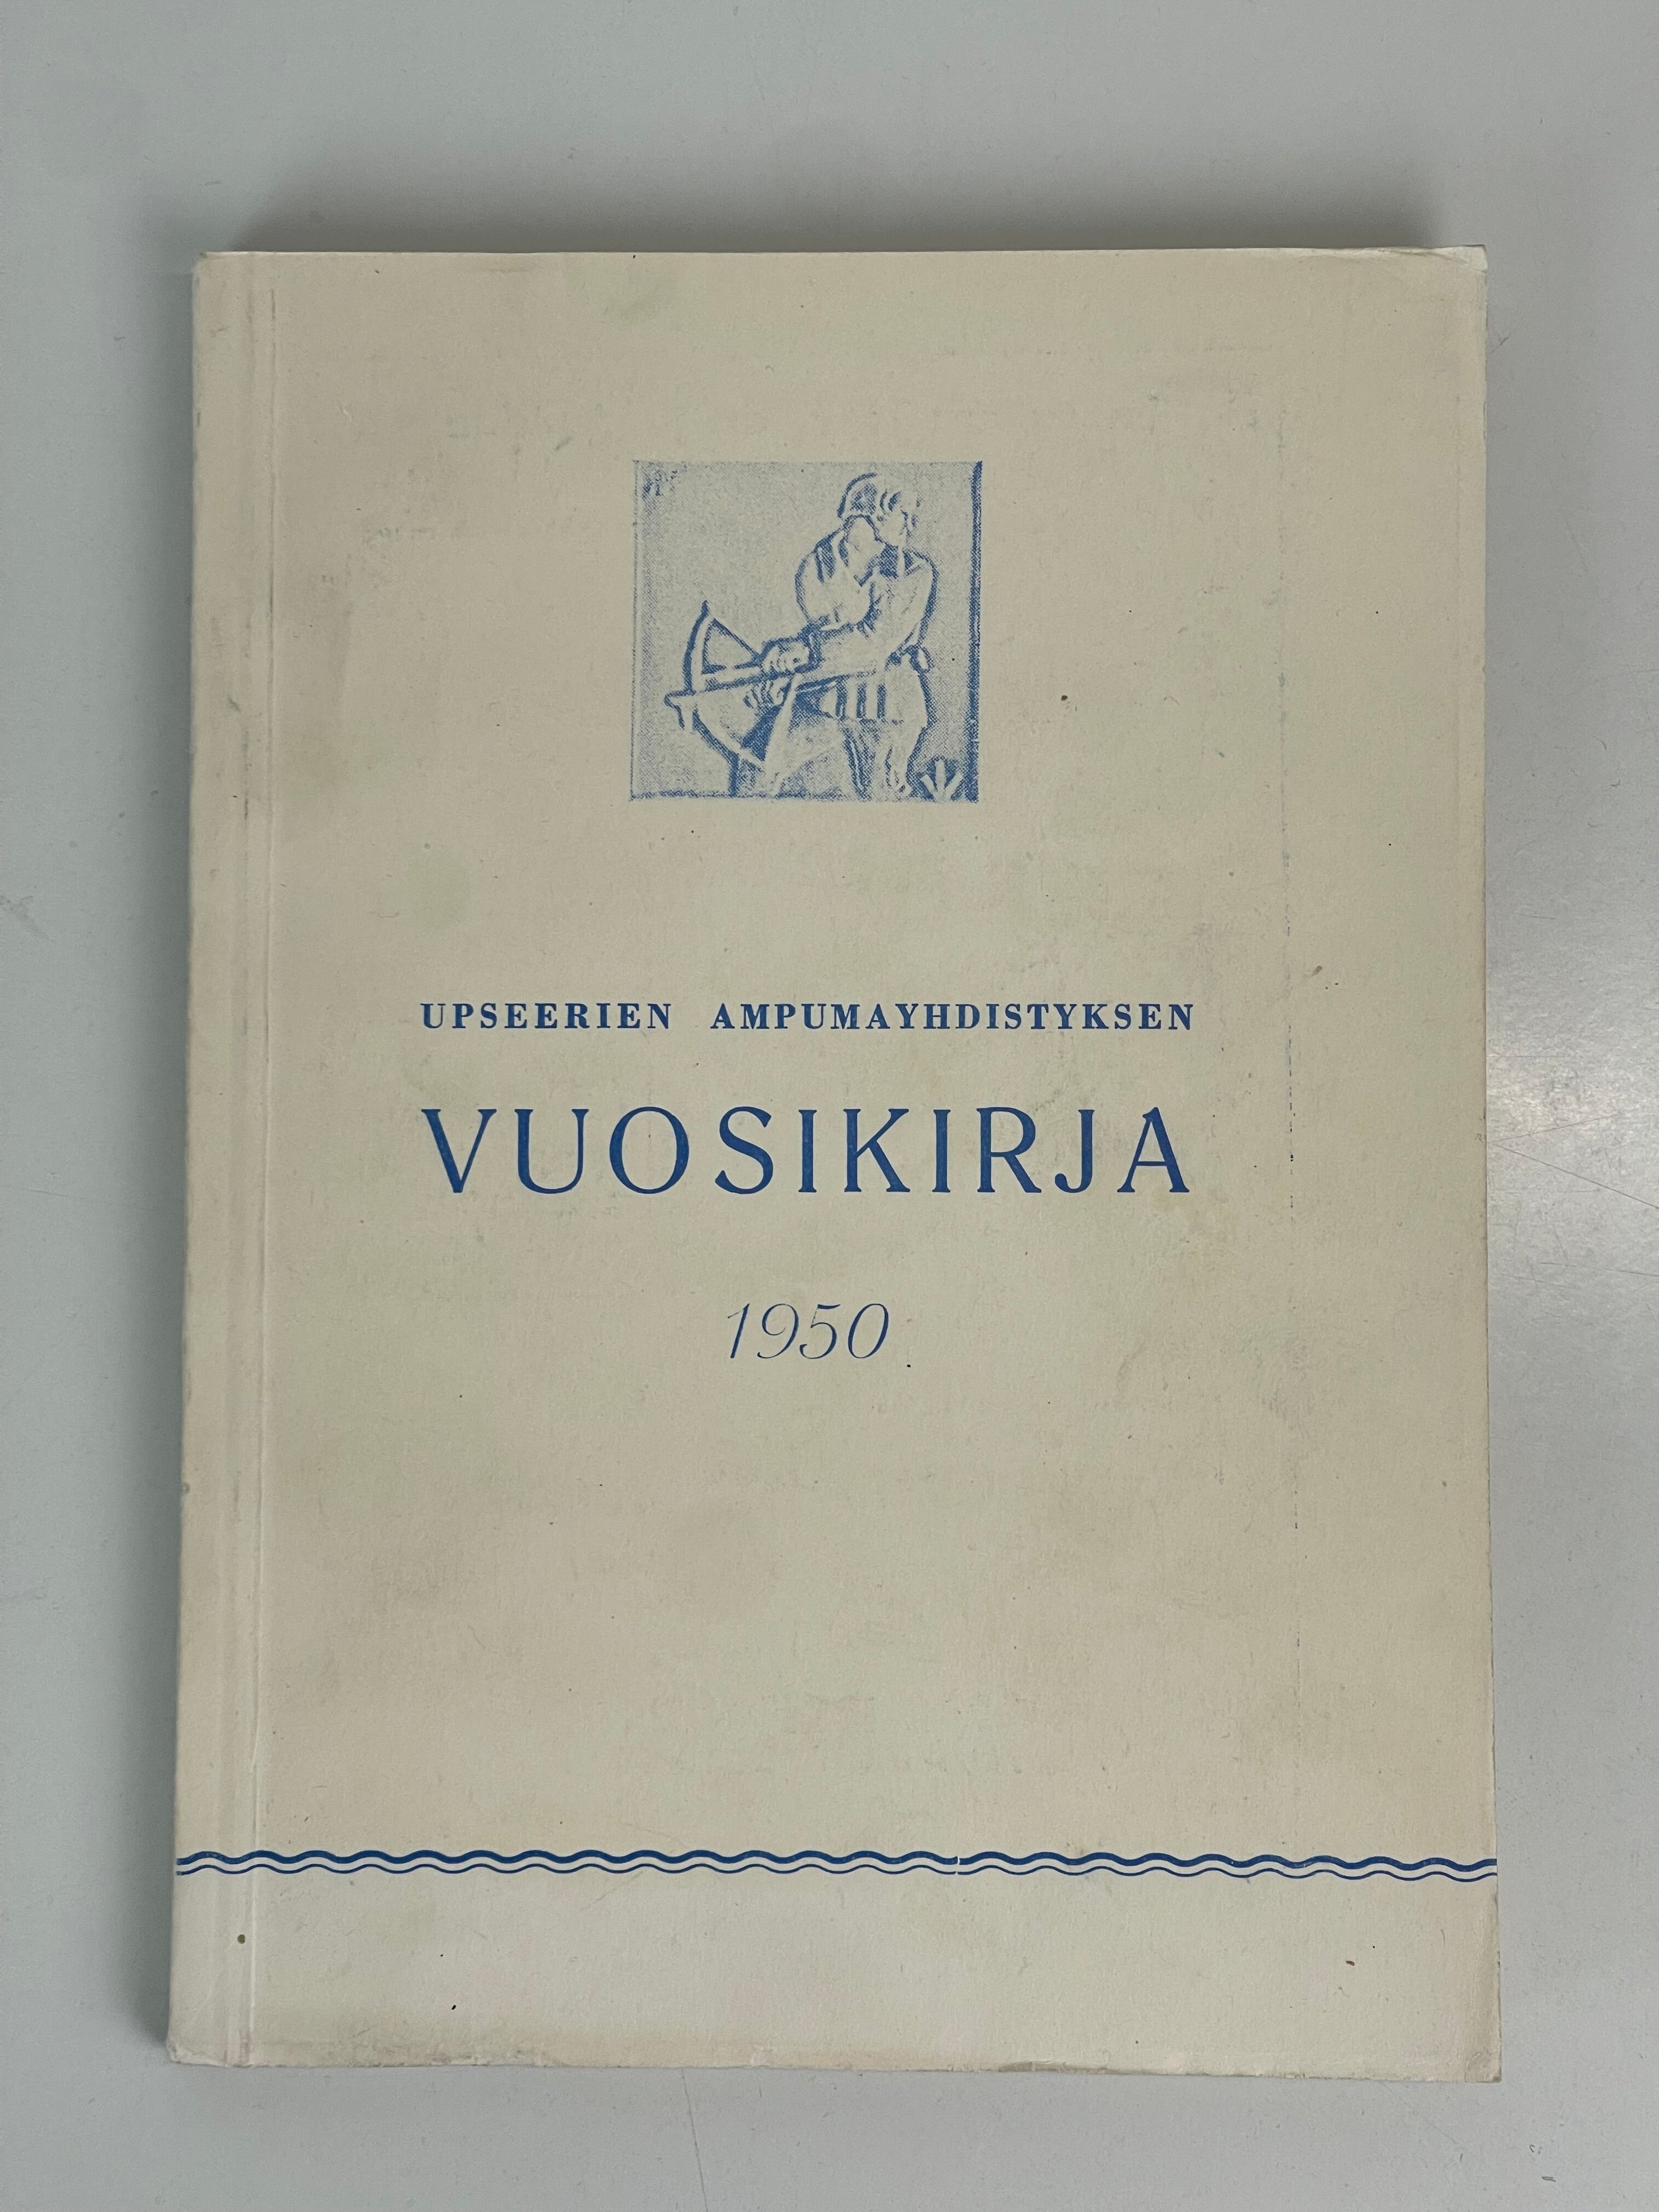 UPSEERIEN AMPUMAYHDISTYKSEN
VUOSIKIRJA
1950